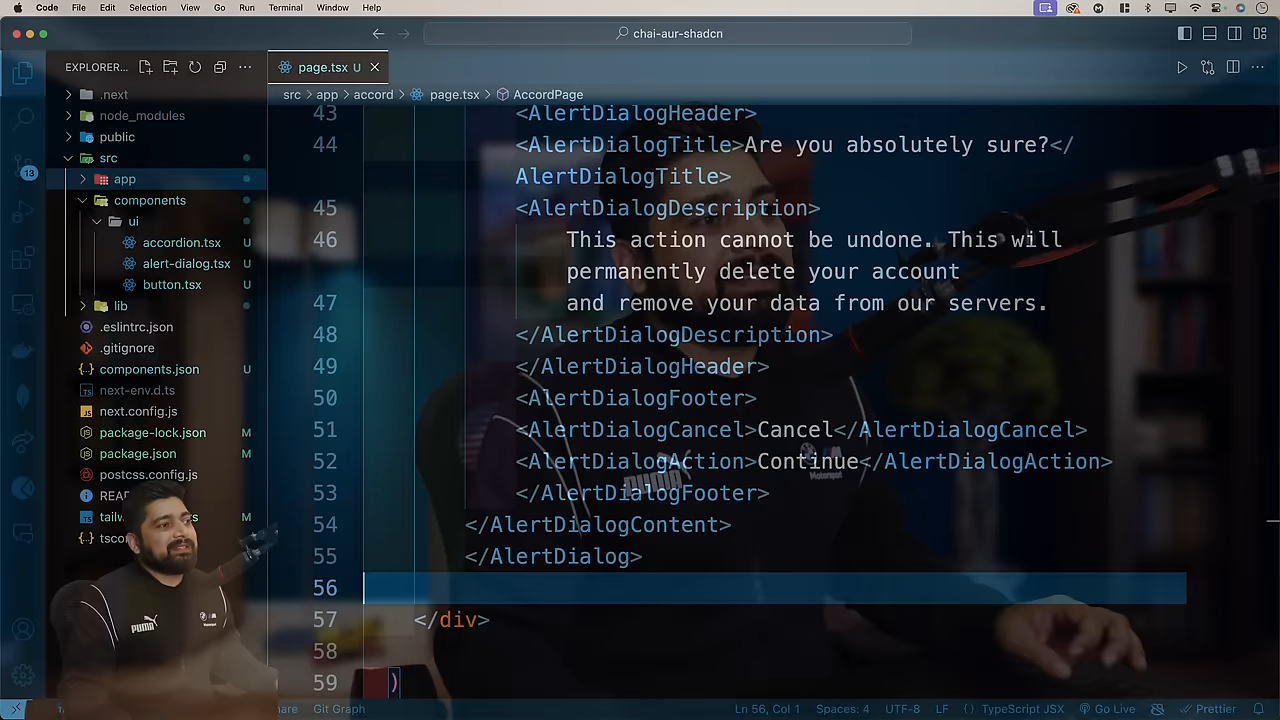 Code File Edit Selection View Go Run Terminal Window Help
chai-aur-shadcn
EXPLORER...
page.tsx U
src > app > accord > page.tsx > AccordPage
.next
node_modules
public
src
app
components
ui
accordion.tsx U
alert-dialog.tsx U
button.tsx U
lib
.eslintrc.json
.gitignore
components.json U
next-env.d.ts
next.config.js
package-lock.json M
package.json M
postcss.config.js
M
13
43 <AlertDialogHeader>
44 <AlertDialogTitle>Are you absolutely sure?</
AlertDialogTitle>
45 <AlertDialogDescription>
46 This action cannot be undone. This will
permanently delete your account
47 and remove your data from our servers.
48 </AlertDialogDescription>
49 </AlertDialogHeader>
50 <AlertDialogFooter>
51 <AlertDialogCancel>Cancel</AlertDialogCancel>
52 <AlertDialogAction>Continue</AlertDialogAction>
53 </AlertDialogFooter>
54 </AlertDialogContent>
55 </AlertDialog>
56
57 </div>
58
59 )
PUMA
Motorsport
PUMA
Git Graph
Ln 56, Col 1 Spaces: 4 UTF-8 LF {} TypeScript JSX Go Live Prettier